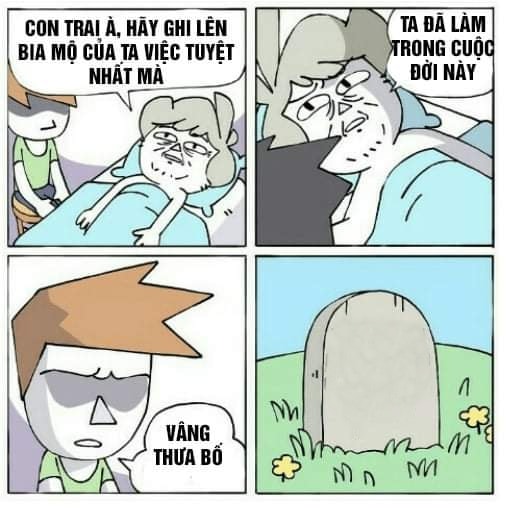 CON TRAI À, HÃY GHI LÊN
BIA MỘ CỦA TA VIỆC TUYỆT
NHẤT MÀ
TA ĐÃ LÀM
TRONG CUỘC
ĐỜI NÀY
VÂNG
THƯA BỐ